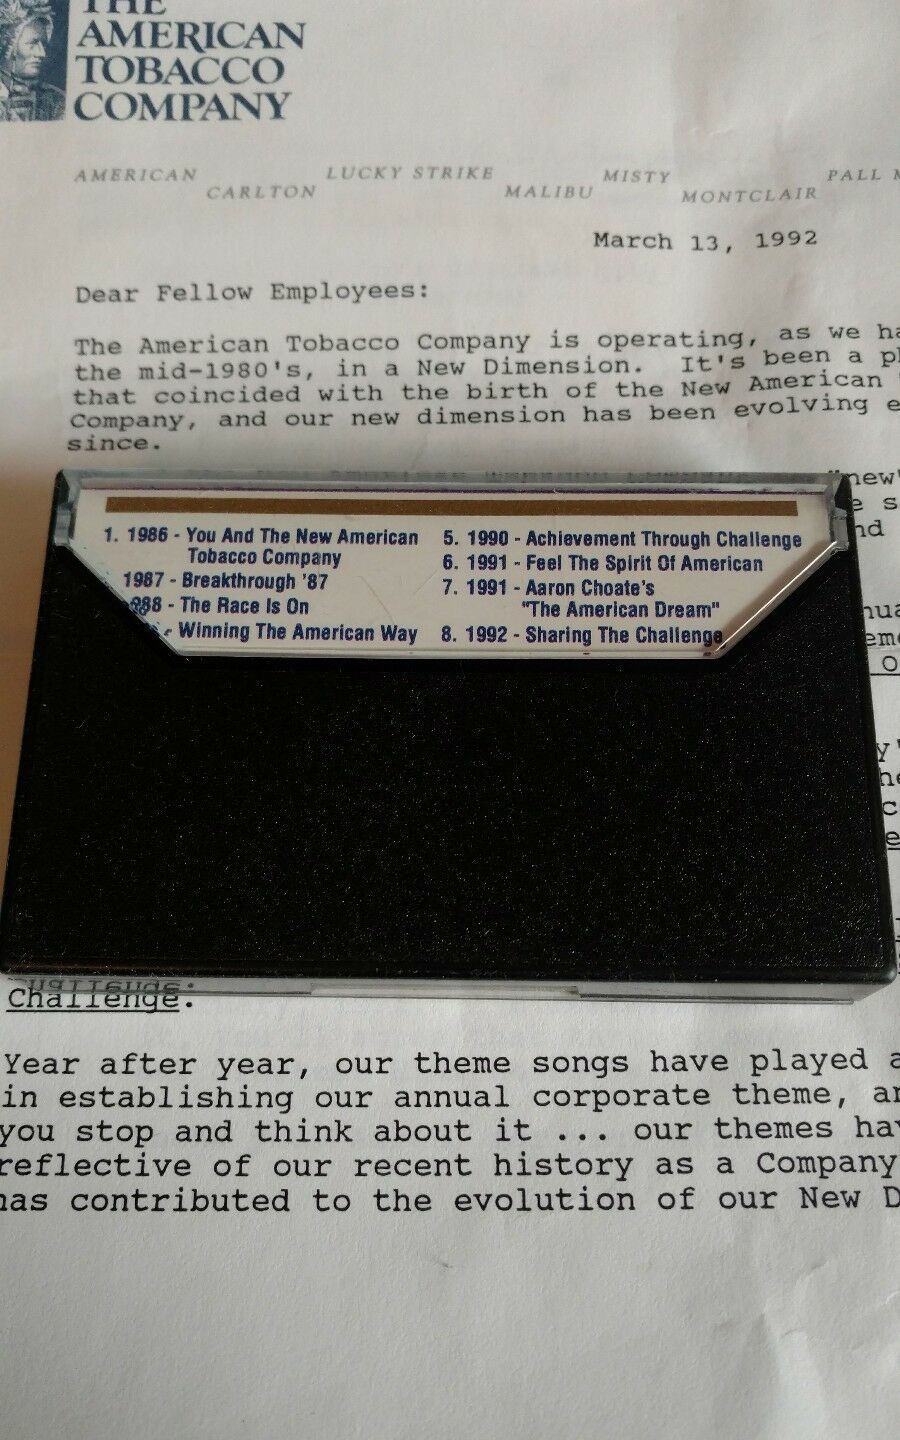 THE
AMERICAN
TOBACCO
COMPANY
AMERICAN CARLTON LUCKY STRIKE MALIBU MISTY MONTCLAIR PALL
March 13, 1992
Dear Fellow Employees:
The American Tobacco Company is operating, as we
the mid-1980's, in a New Dimension. It's been a
that coincided with the birth of the New American
Company, and our new dimension has been evolving
since.
"new"
1. 1986 - You And The New American
Tobacco Company
1987 - Breakthrough '87
988 - The Race Is On
- Winning The American Way
5. 1990 - Achievement Through Challenge
6. 1991 - Feel The Spirit Of American
7. 1991 - Aaron Choate's
"The American Dream"
8. 1992 - Sharing The Challenge
Challenge.
Year after year, our theme songs have played
in establishing our annual corporate theme,
you stop and think about it ... our themes
reflective of our recent history as a Company
has contributed to the evolution of our New